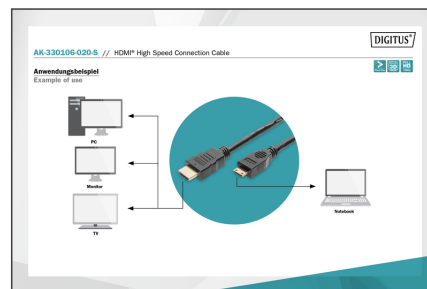 DIGITUS®
AK-330106-020-S // HDMI® High Speed Connection Cable
Anwendungsbeispiel
Example of use
PC
Monitor
TV
Notebook